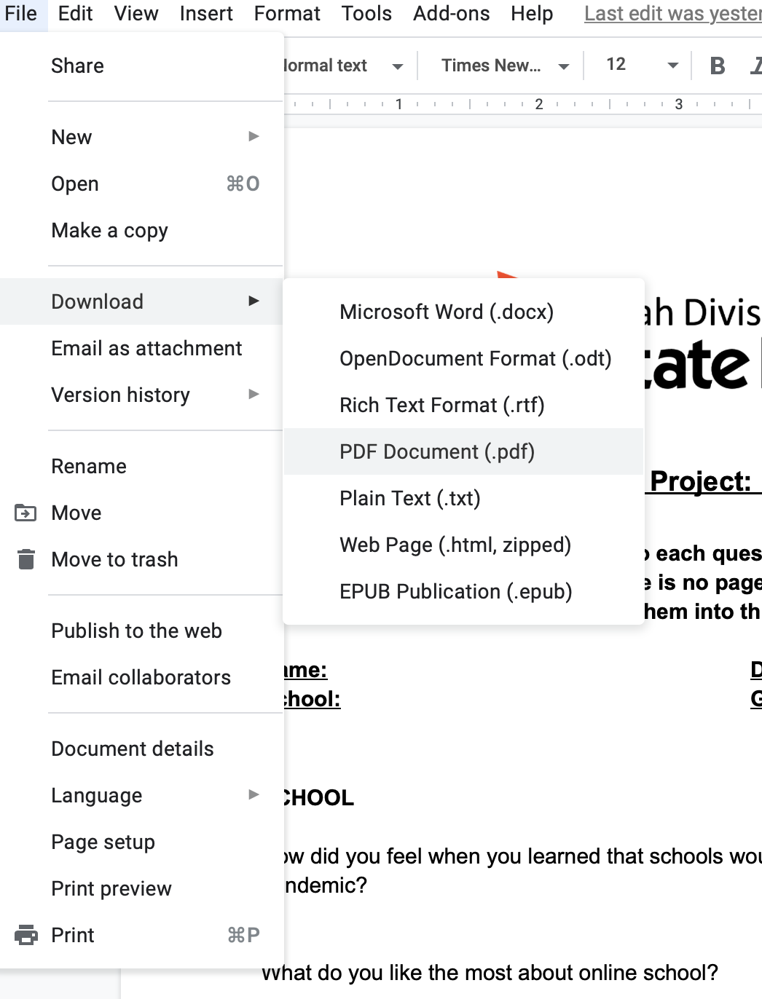 File Edit View Insert Format Tools Add-ons Help Last edit was yester
Normal text Times New... 12 B I
1 2 3
Share
New
Open ⌘O
Make a copy
Download
Email as attachment
Version history
Rename
Move
Move to trash
Publish to the web
Email collaborators
Document details
Language
Page setup
Print preview
Print ⌘P
Microsoft Word (.docx)
OpenDocument Format (.odt)
Rich Text Format (.rtf)
PDF Document (.pdf)
Plain Text (.txt)
Web Page (.html, zipped)
EPUB Publication (.epub)
ah Divis
tate
Project:
o each ques
e is no page
hem into th
ame: D
chool: G
CHOOL
ow did you feel when you learned that schools wou
ndemic?
What do you like the most about online school?